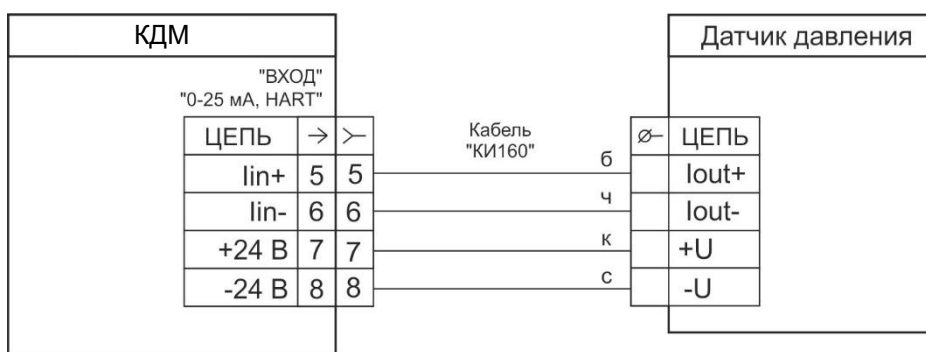 КДМ
Датчик давления
"ВХОД"
"0-25 мА, HART"
ЦЕПЬ
Кабель
"КИ160"
ЦЕПЬ
Iin+ 5 5 б Iout+
Iin- 6 6 ч Iout-
+24 В 7 7 к +U
-24 В 8 8 с -U